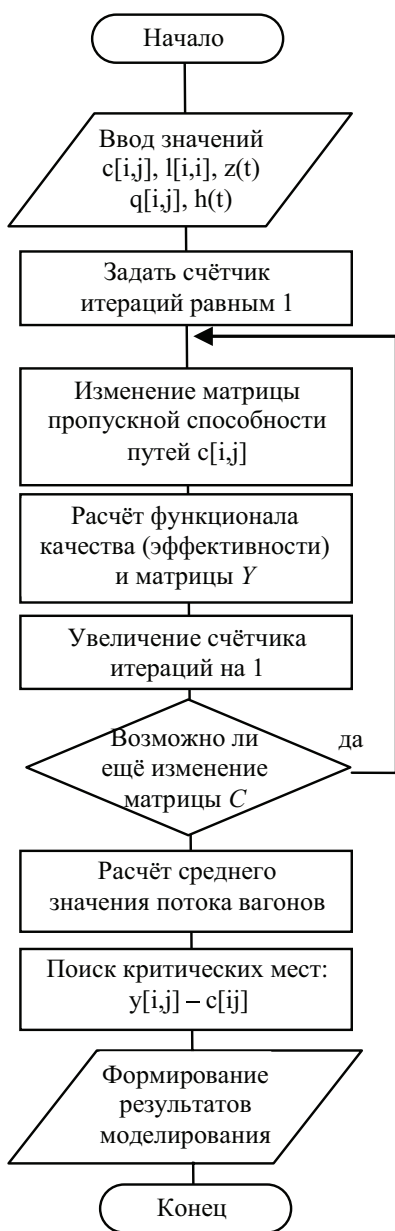 Начало
Ввод значений
c[i,j], l[i,i], z(t)
q[i,j], h(t)
Задать счётчик
итераций равным 1
Изменение матрицы
пропускной способности
путей c[i,j]
Расчёт функционала
качества (эффективности)
и матрицы Y
Увеличение счётчика
итераций на 1
Возможно ли
ещё изменение
матрицы C
да
Расчёт среднего
значения потока вагонов
Поиск критических мест:
y[i,j] – c[ij]
Формирование
результатов
моделирования
Конец